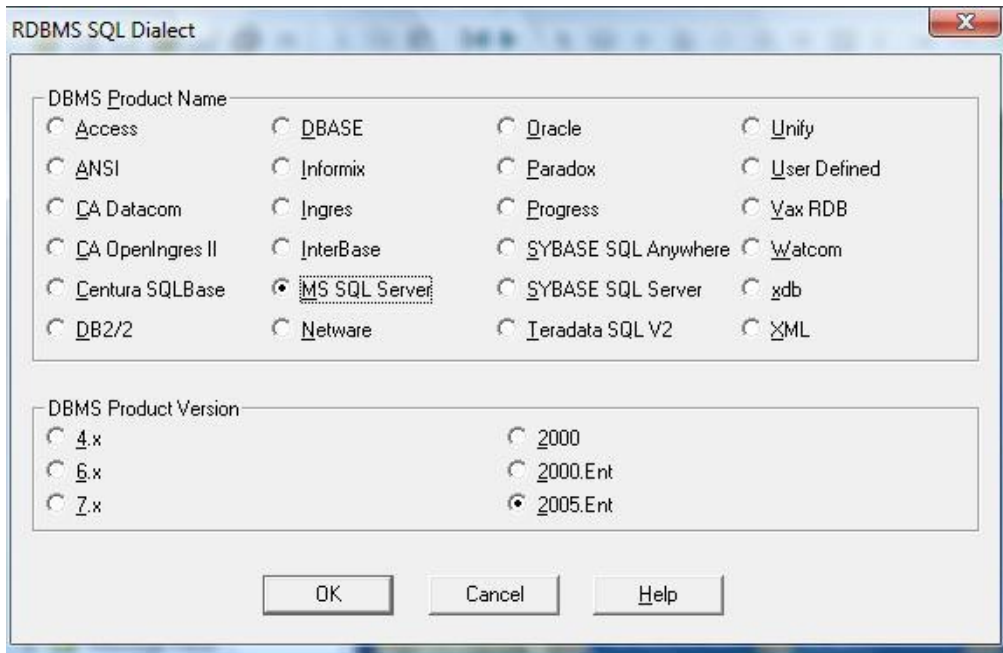 RDBMS SQL Dialect
DBMS Product Name
Access DBASE Oracle Unify
ANSI Informix Paradox User Defined
CA Datacom Ingres Progress Vax RDB
CA OpenIngres II InterBase SYBASE SQL Anywhere Watcom
Centura SQLBase MS SQL Server SYBASE SQL Server xdb
DB2/2 Netware Teradata SQL V2 XML
DBMS Product Version
4.x 2000
6.x 2000.Ent
7.x 2005.Ent
OK Cancel Help